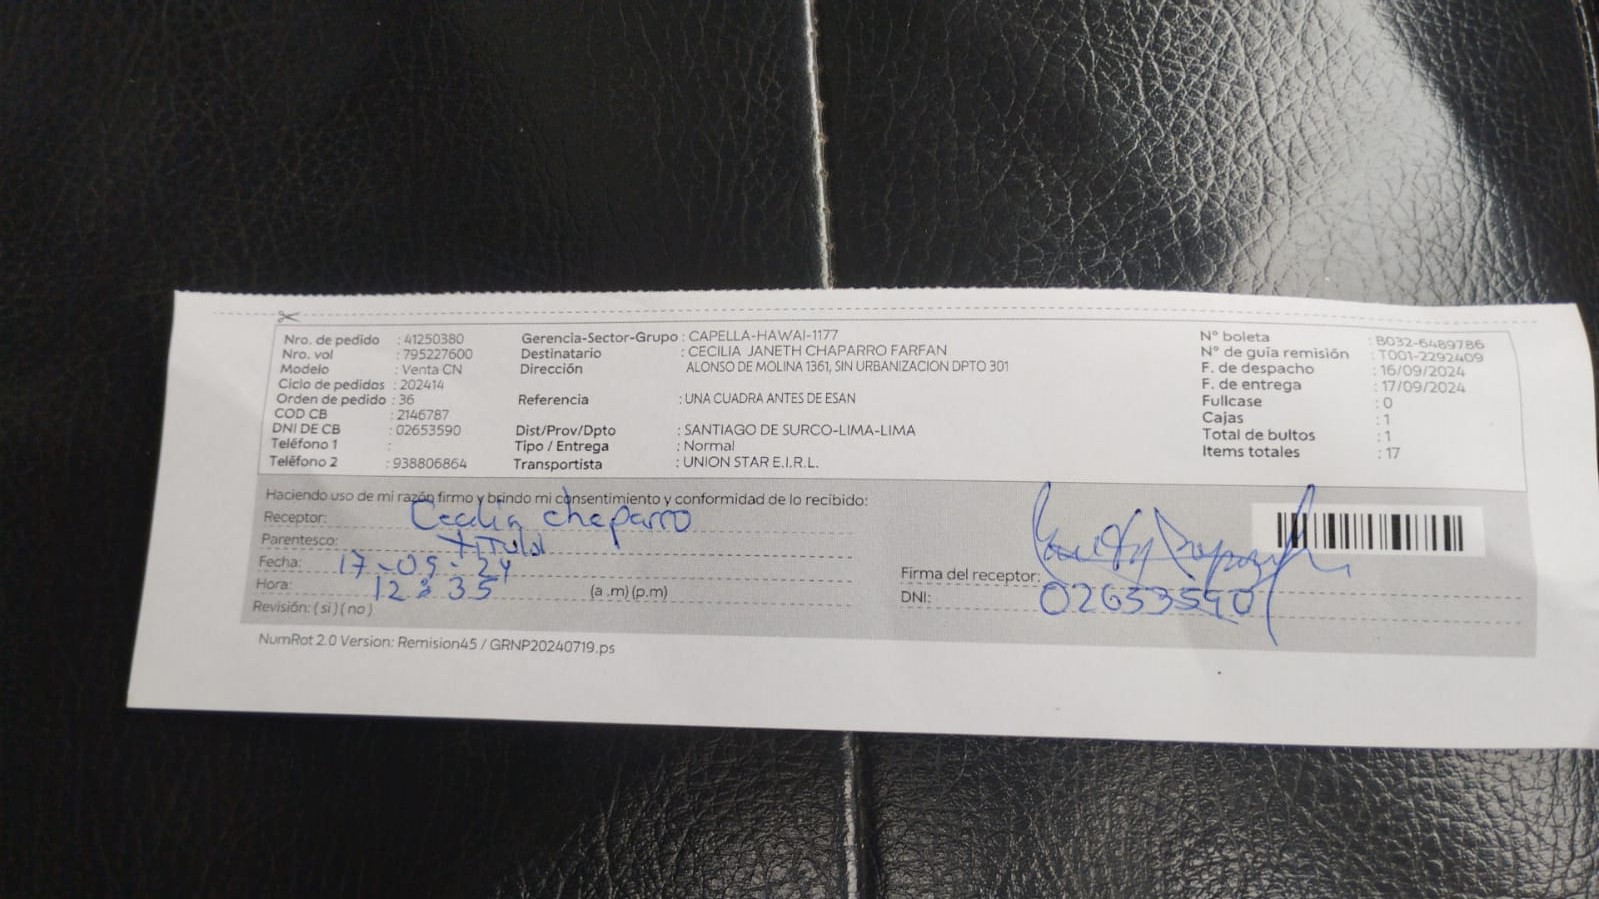 Nro. de pedido : 41250380
Nro. vol : 795227600
Modelo : Venta CN
Ciclo de pedidos : 202414
Orden de pedido : 36
COD CB : 2146787
DNI DE CB : 02653590
Teléfono 1 :
Teléfono 2 : 938806864
Gerencia-Sector-Grupo : CAPELLA-HAWAI-1177
Destinatario : CECILIA JANETH CHAPARRO FARFAN
Dirección ALONSO DE MOLINA 1361, SIN URBANIZACION DPTO 301
Referencia : UNA CUADRA ANTES DE ESAN
Dist/Prov/Dpto : SANTIAGO DE SURCO-LIMA-LIMA
Tipo / Entrega : Normal
Transportista : UNION STAR E.I.R.L.
N° boleta : B032-6489786
N° de guía remisión : T001-2292409
F. de despacho : 16/09/2024
F. de entrega : 17/09/2024
Fullcase : 0
Cajas : 1
Total de bultos : 1
Items totales : 17
Haciendo uso de mi razón firmo y brindo mi consentimiento y conformidad de lo recibido:
Receptor: Cecilia chaparro
Parentesco: titulal
Fecha: 17-09-24
Hora: 12:35 (a .m) (p.m)
Revisión: ( si ) ( no )
Firma del receptor:
DNI: 02653590
NumRot 2.0 Version: Remision45 / GRNP20240719.ps